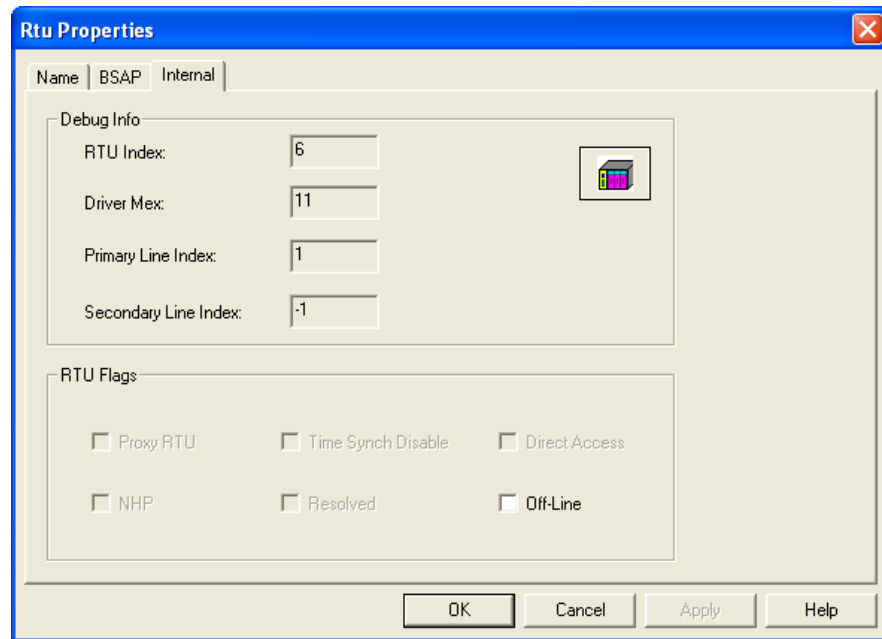 Rtu Properties
Name BSAP Internal
Debug Info
RTU Index: 6
Driver Mex: 11
Primary Line Index: 1
Secondary Line Index: -1
RTU Flags
Proxy RTU Time Synch Disable Direct Access
NHP Resolved Off-Line
OK Cancel Apply Help